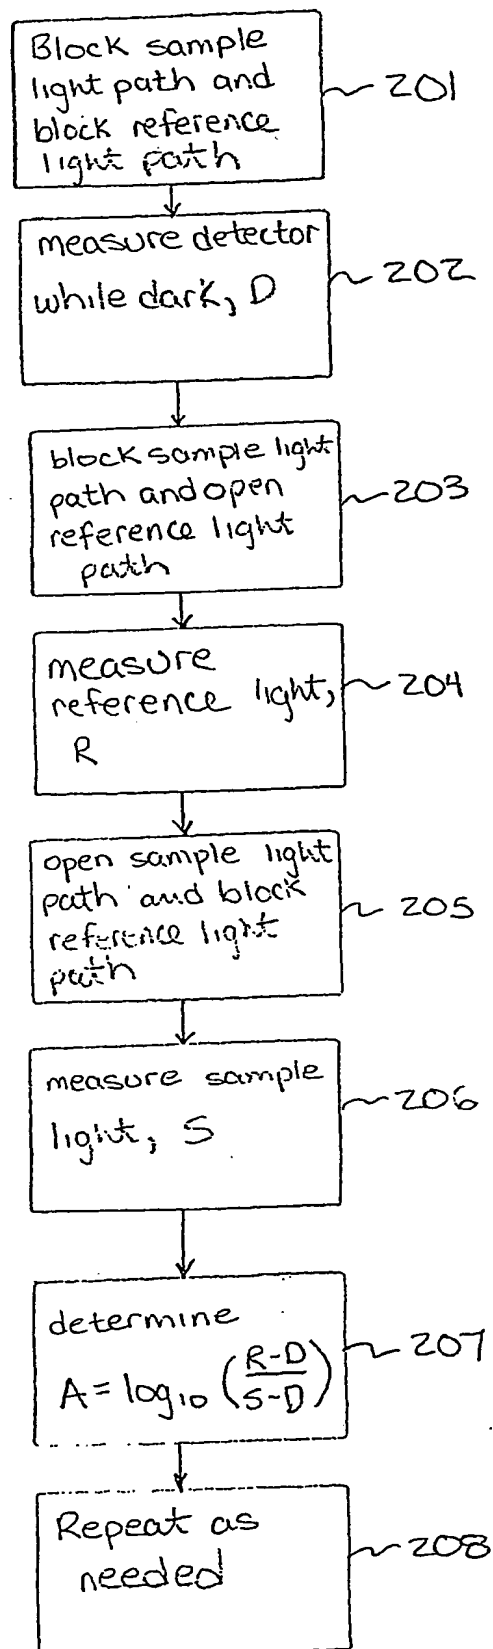 Block sample
light path and
block reference
light path
201
measure detector
while dark, D
202
block sample light
path and open
reference light
path
203
measure
reference light,
R
204
open sample light
path and block
reference light
path
205
measure sample
light, S
206
determine
A = log₁₀ (R-D / S-D)
207
Repeat as
needed
208